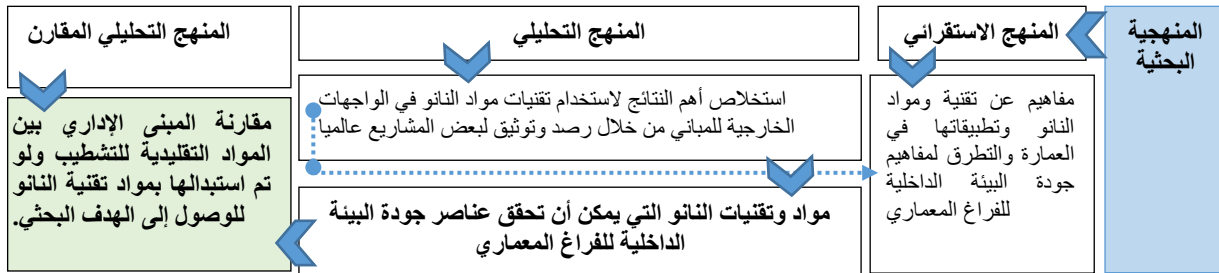 المنهجية
البحثية
المنهج الاستقرائي
مفاهيم عن تقنية ومواد
النانو وتطبيقاتها في
العمارة والتطرق لمفاهيم
جودة البيئة الداخلية
للفراغ المعماري
المنهج التحليلي
استخلاص أهم النتائج لاستخدام تقنيات مواد النانو في الواجهات
الخارجية للمباني من خلال رصد وتوثيق لبعض المشاريع عالميا
مواد وتقنيات النانو التي يمكن أن تحقق عناصر جودة البيئة
الداخلية للفراغ المعماري
المنهج التحليلي المقارن
مقارنة المبنى الإداري بين
المواد التقليدية للتشطيب ولو
تم استبدالها بمواد تقنية النانو
للوصول إلى الهدف البحثي.